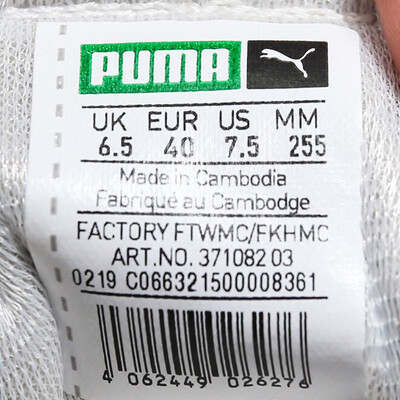 PUMA
UK EUR US MM
6.5 40 7.5 255
Made in Cambodia
Fabriqué au Cambodge
FACTORY FTWMC/FKHMC
ART.NO. 371082 03
0219 C066321500008361
4 062449 026276